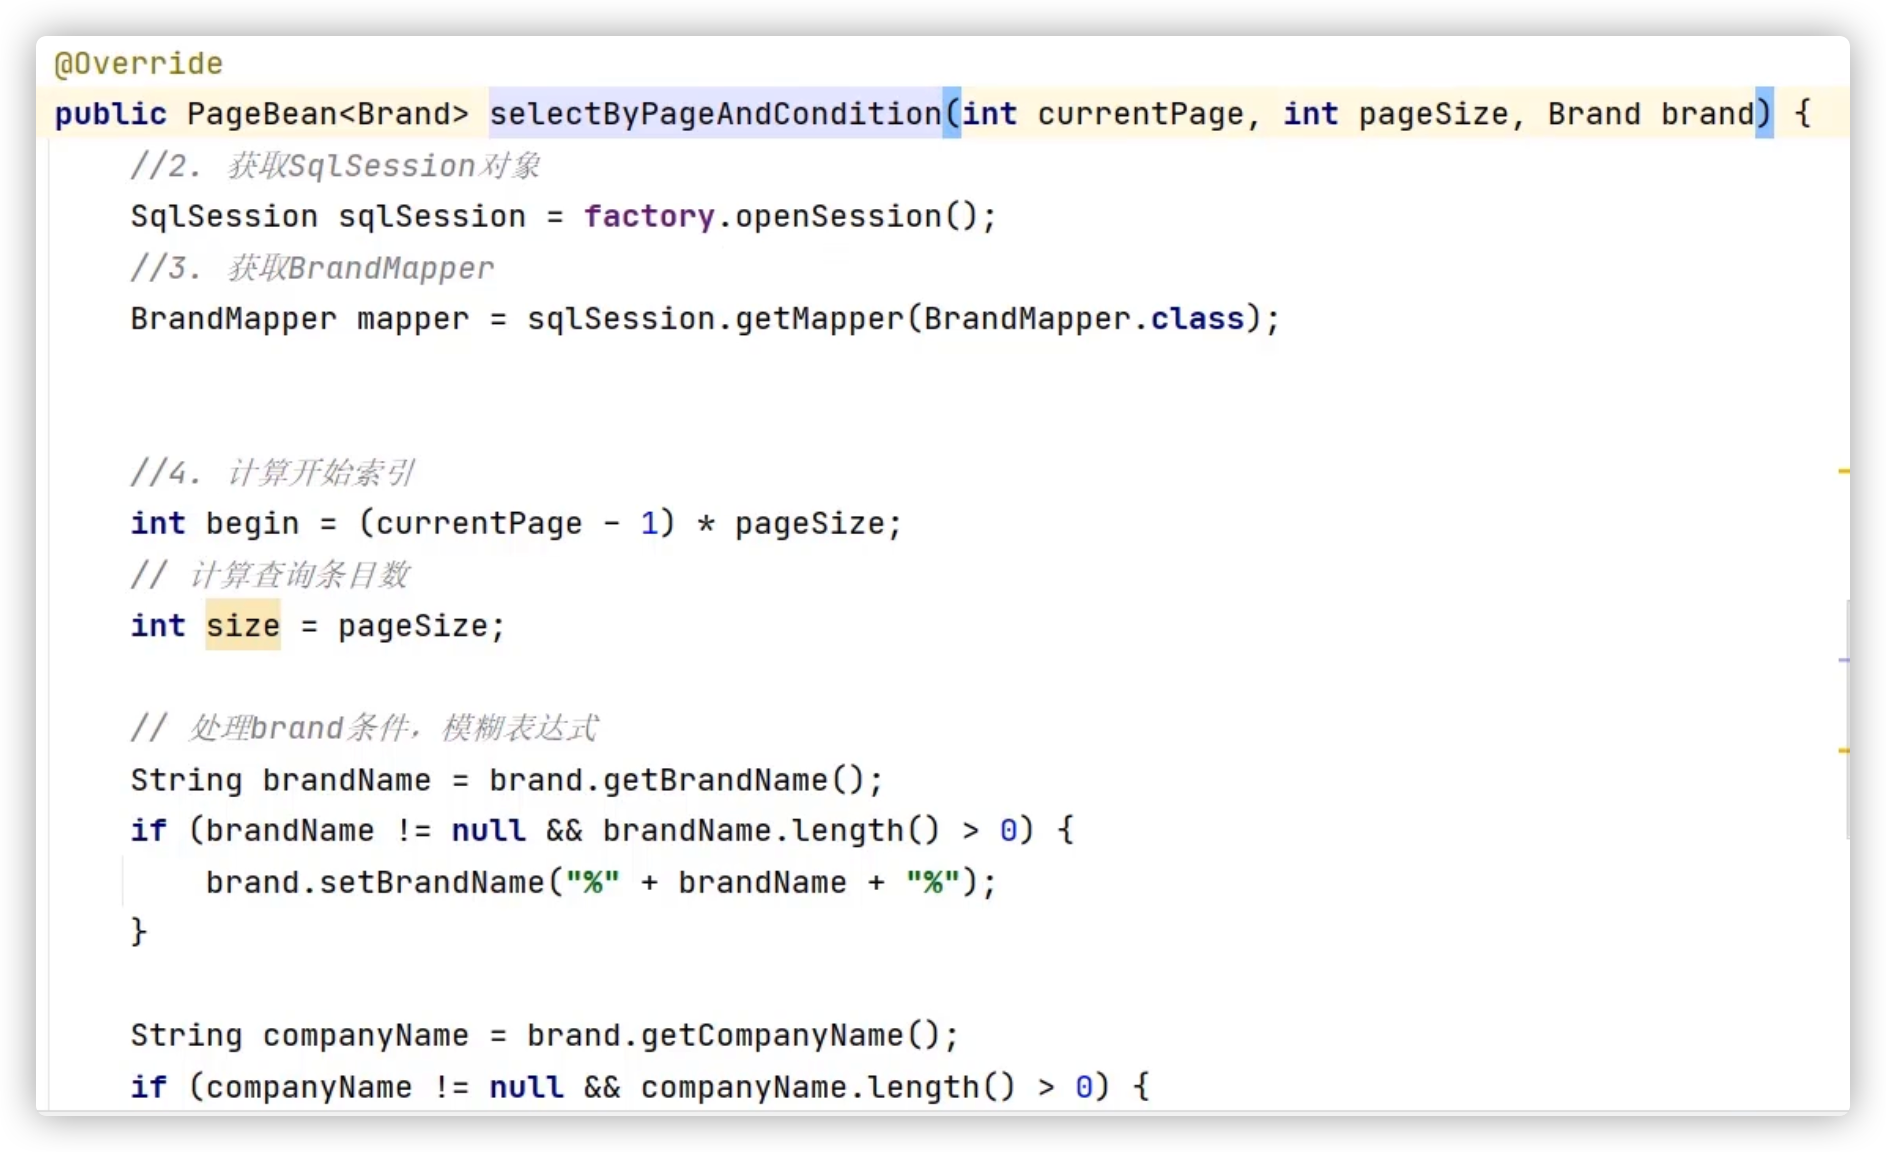 @Override
public PageBean<Brand> selectByPageAndCondition(int currentPage, int pageSize, Brand brand) {
//2. 获取SqlSession对象
SqlSession sqlSession = factory.openSession();
//3. 获取BrandMapper
BrandMapper mapper = sqlSession.getMapper(BrandMapper.class);
//4. 计算开始索引
int begin = (currentPage - 1) * pageSize;
// 计算查询条目数
int size = pageSize;
// 处理brand条件，模糊表达式
String brandName = brand.getBrandName();
if (brandName != null && brandName.length() > 0) {
brand.setBrandName("%" + brandName + "%");
}
String companyName = brand.getCompanyName();
if (companyName != null && companyName.length() > 0) {